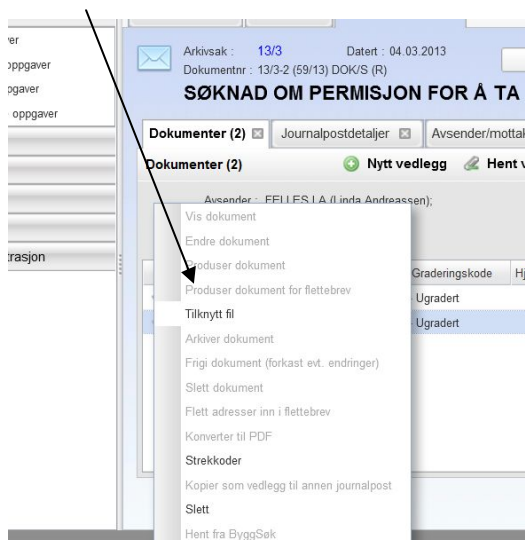 ver
oppgaver
pgaver
oppgaver
trasjon
Arkivsak : 13/3 Datert : 04.03.2013
Dokumentnr : 13/3-2 (59/13) DOK/S (R)
SØKNAD OM PERMISJON FOR Å TA
Dokumenter (2) Journalpostdetaljer Avsender/mottak
Dokumenter (2) Nytt vedlegg Hent v
Avsender : FELLES LA (Linda Andreassen);
Vis dokument
Endre dokument
Produser dokument
Graderingskode Hj
Produser dokument for flettebrev
Ugradert
Tilknytt fil
Ugradert
Arkiver dokument
Frigi dokument (forkast evt. endringer)
Slett dokument
Flett adresser inn i flettebrev
Konverter til PDF
Strekkoder
Kopier som vedlegg til annen journalpost
Slett
Hent fra ByggSøk